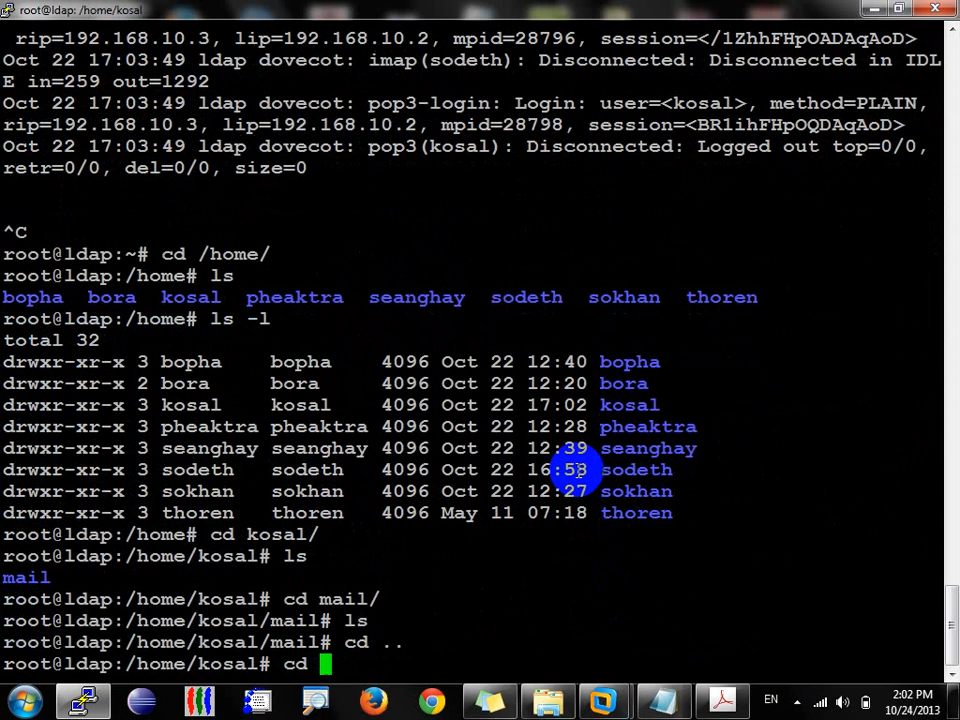 root@ldap: /home/kosal
rip=192.168.10.3, lip=192.168.10.2, mpid=28796, session=</1ZhhFHpOADAqAoD>
Oct 22 17:03:49 ldap dovecot: imap(sodeth): Disconnected: Disconnected in IDL
E in=259 out=1292
Oct 22 17:03:49 ldap dovecot: pop3-login: Login: user=<kosal>, method=PLAIN,
rip=192.168.10.3, lip=192.168.10.2, mpid=28798, session=<BR1ihFHpOQDAqAoD>
Oct 22 17:03:49 ldap dovecot: pop3(kosal): Disconnected: Logged out top=0/0,
retr=0/0, del=0/0, size=0
^C
root@ldap:~# cd /home/
root@ldap:/home# ls
bopha bora kosal pheaktra seanghay sodeth sokhan thoren
root@ldap:/home# ls -l
total 32
drwxr-xr-x 3 bopha bopha 4096 Oct 22 12:40 bopha
drwxr-xr-x 2 bora bora 4096 Oct 22 12:20 bora
drwxr-xr-x 3 kosal kosal 4096 Oct 22 17:02 kosal
drwxr-xr-x 3 pheaktra pheaktra 4096 Oct 22 12:28 pheaktra
drwxr-xr-x 3 seanghay seanghay 4096 Oct 22 12:39 seanghay
drwxr-xr-x 3 sodeth sodeth 4096 Oct 22 16:58 sodeth
drwxr-xr-x 3 sokhan sokhan 4096 Oct 22 12:27 sokhan
drwxr-xr-x 3 thoren thoren 4096 May 11 07:18 thoren
root@ldap:/home# cd kosal/
root@ldap:/home/kosal# ls
mail
root@ldap:/home/kosal# cd mail/
root@ldap:/home/kosal/mail# ls
root@ldap:/home/kosal/mail# cd ..
root@ldap:/home/kosal# cd
EN
2:02 PM
10/24/2013